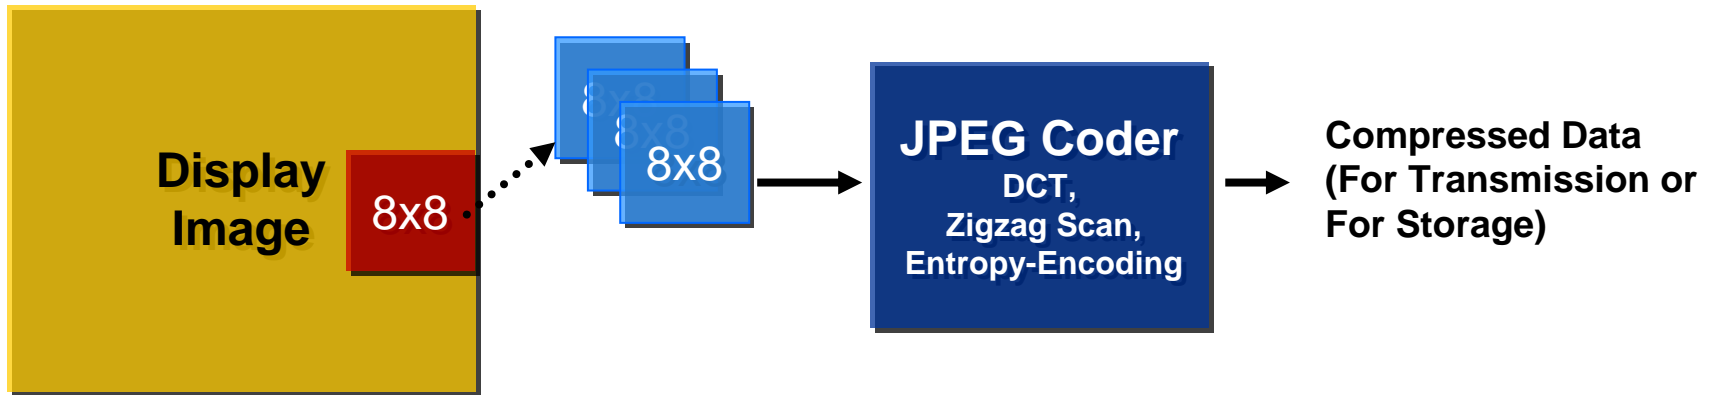 Display
Image
8x8
8x8
8x8
8x8
JPEG Coder
DCT,
Zigzag Scan,
Entropy-Encoding
Compressed Data
(For Transmission or
For Storage)